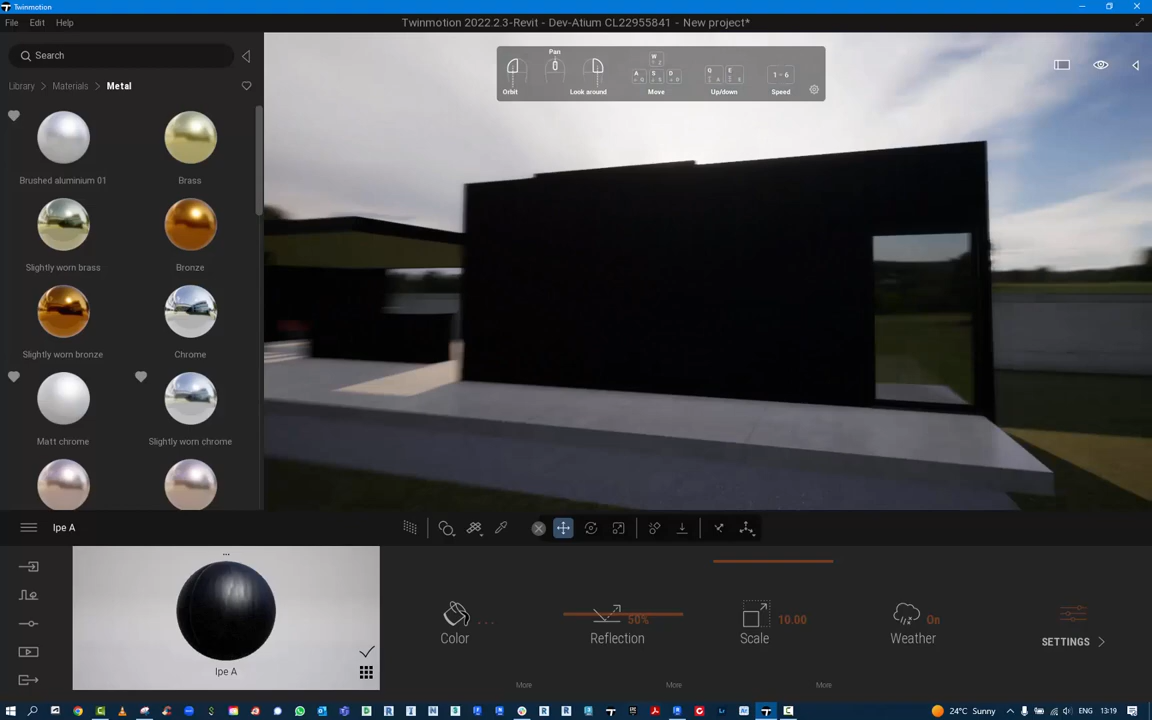 Twinmotion
File Edit Help
Twinmotion 2022.2.3-Revit - Dev-Atium CL22955841 - New project*
Search
Library Materials Metal
Brushed aluminium 01
Brass
Slightly worn brass
Bronze
Slightly worn bronze
Chrome
Matt chrome
Slightly worn chrome
Pan
Orbit
Look around
W
A S D
Move
Q E
Up/down
1 - 6
Speed
Ipe A
...
Ipe A
Color ...
Reflection 50%
Scale 10.00
Weather On
SETTINGS
More
More
More
24°C Sunny
ENG
13:19